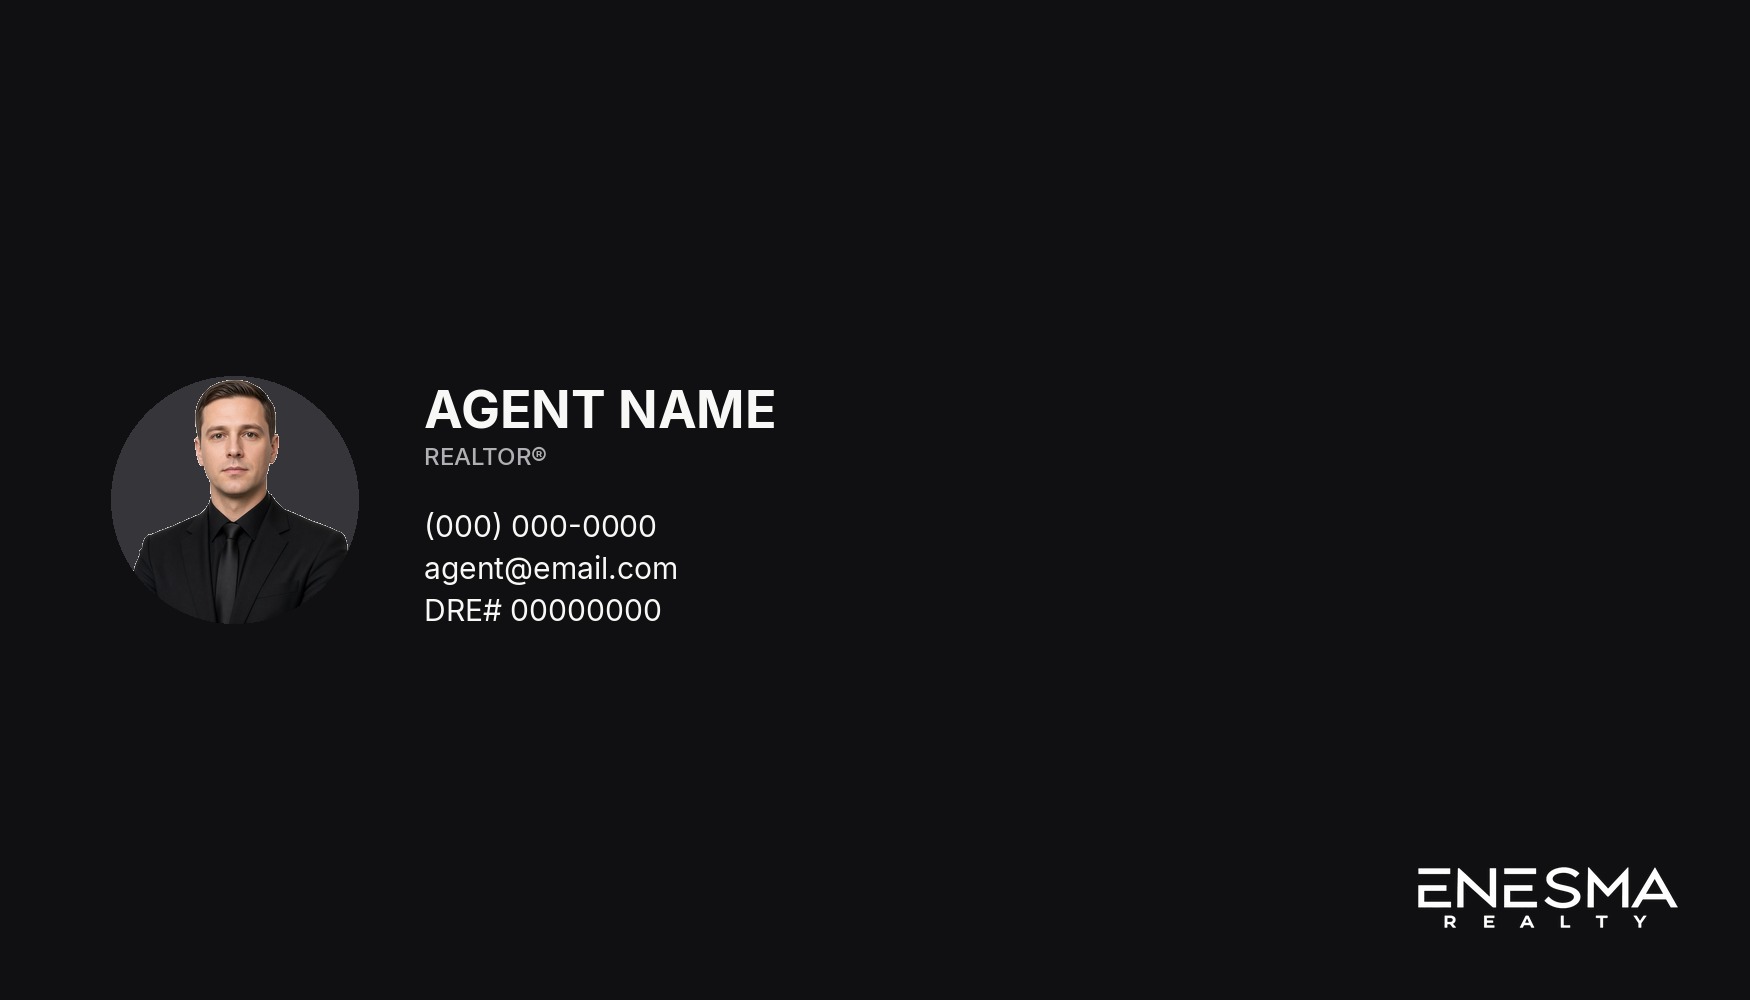 AGENT NAME
REALTOR®
(000) 000-0000
agent@email.com
DRE# 00000000
ENESMA
REALTY